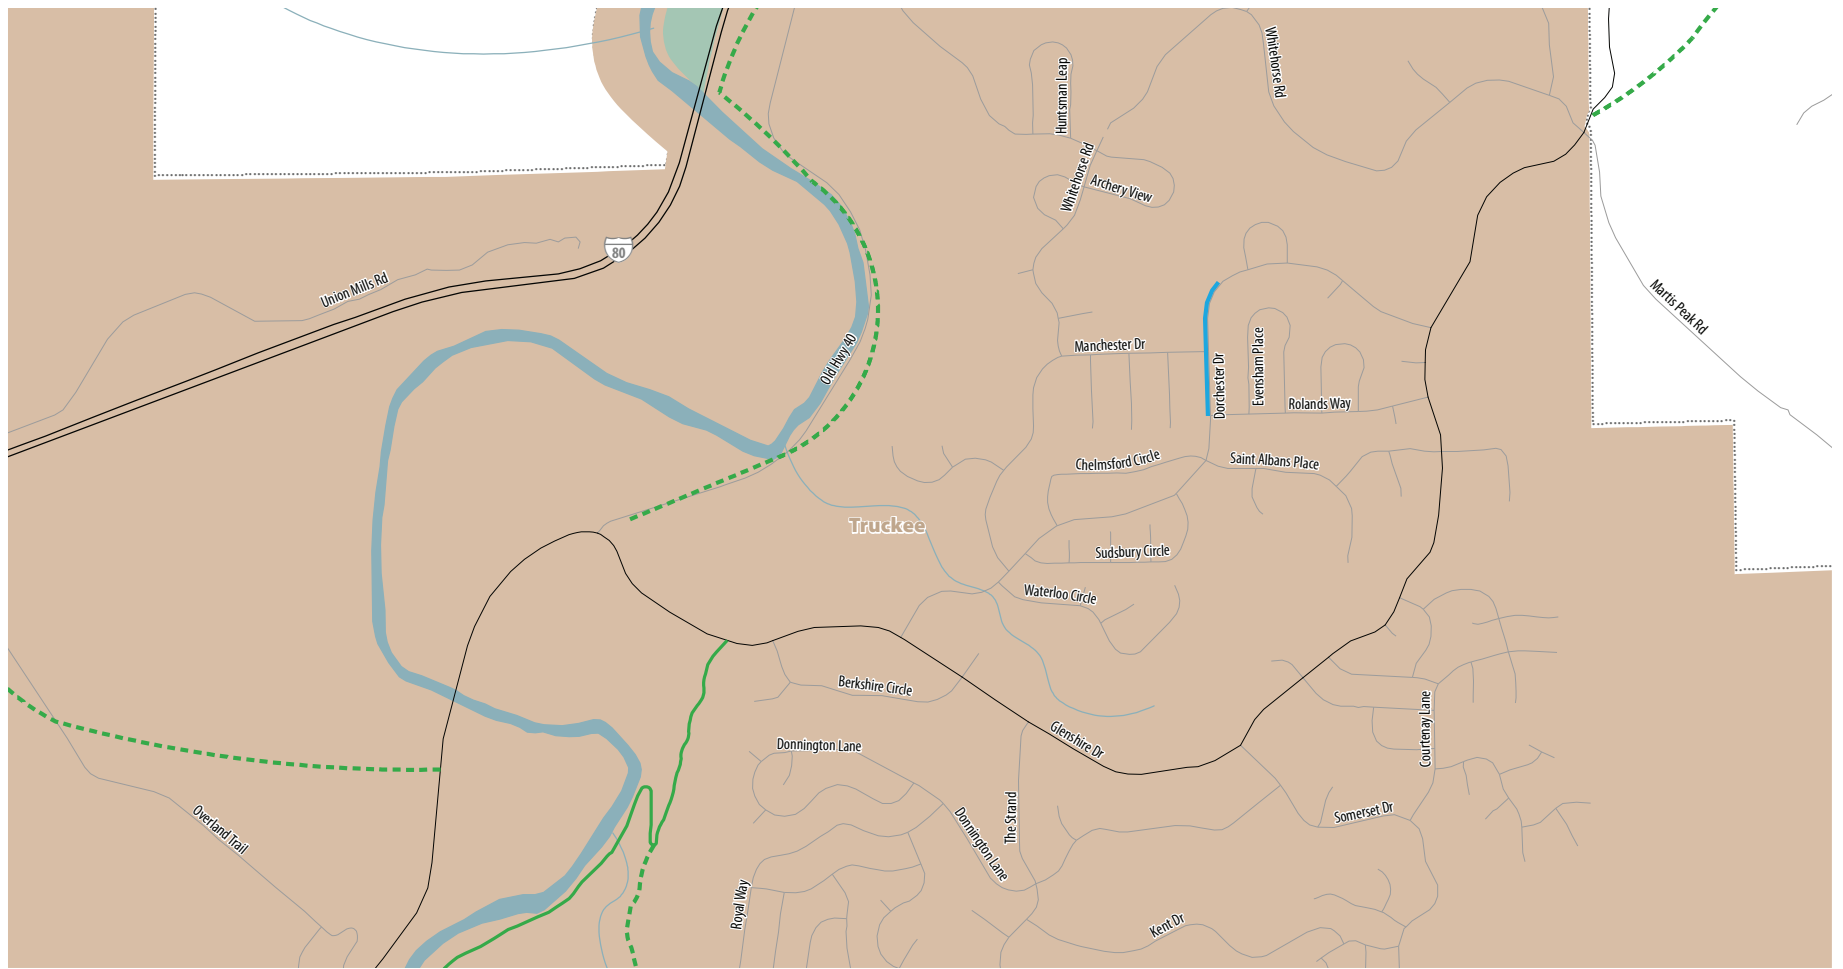 Whitehorse Rd
Huntsman Leap
Whitehorse Rd
Archery View
80
Union Mills Rd
Martis Peak Rd
Old Hwy 40
Manchester Dr
Dorchester Dr
Evensham Place
Rolands Way
Chelmsford Circle
Saint Albans Place
Truckee
Sudsbury Circle
Waterloo Circle
Berkshire Circle
Courtenay Lane
Glenshire Dr
Donnington Lane
Overland Trail
The Strand
Donnington Lane
Somerset Dr
Royal Way
Kent Dr